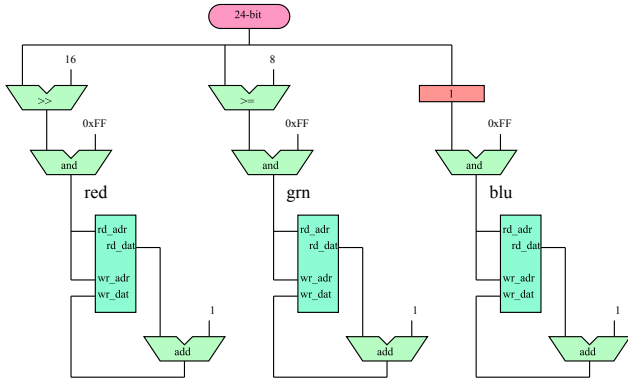 24-bit
16
8
>>
>=
1
0xFF
0xFF
0xFF
and
and
and
red
grn
blu
rd_adr
rd_dat
wr_adr
wr_dat
rd_adr
rd_dat
wr_adr
wr_dat
rd_adr
rd_dat
wr_adr
wr_dat
1
1
1
add
add
add